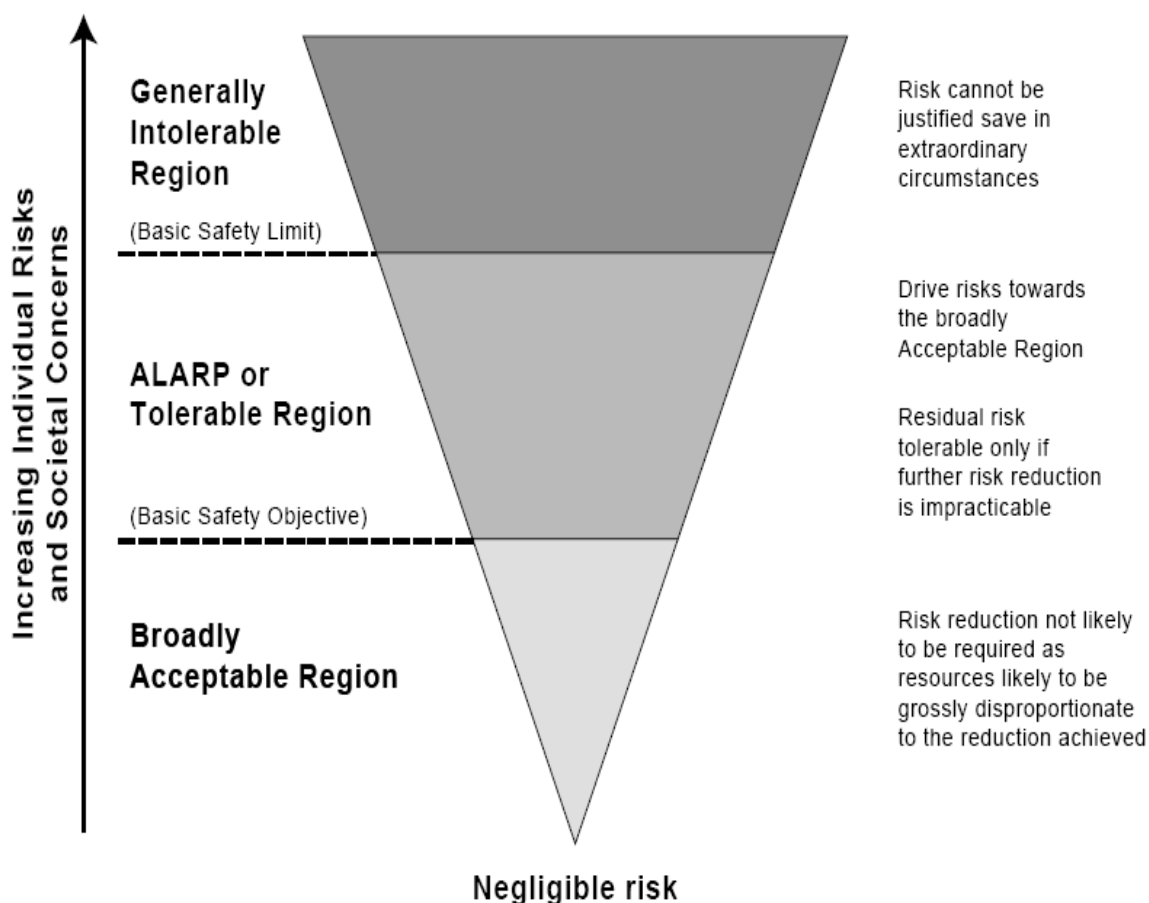 Increasing Individual Risks
and Societal Concerns
Generally
Intolerable
Region
(Basic Safety Limit)
Risk cannot be
justified save in
extraordinary
circumstances
ALARP or
Tolerable Region
(Basic Safety Objective)
Drive risks towards
the broadly
Acceptable Region
Residual risk
tolerable only if
further risk reduction
is impracticable
Broadly
Acceptable Region
Risk reduction not likely
to be required as
resources likely to be
grossly disproportionate
to the reduction achieved
Negligible risk